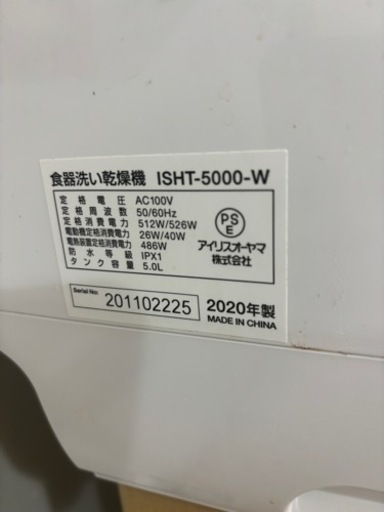 食器洗い乾燥機 ISHT-5000-W
定格電圧 AC100V
定格周波数 50/60Hz
定格消費電力 512W/526W
電動機定格消費電力 26W/40W
電熱装置定格消費電力 486W
防水等級 IPX1
タンク容量 5.0L
PS
E
アイリスオーヤマ
株式会社
Serial No:
201102225
2020年製
MADE IN CHINA